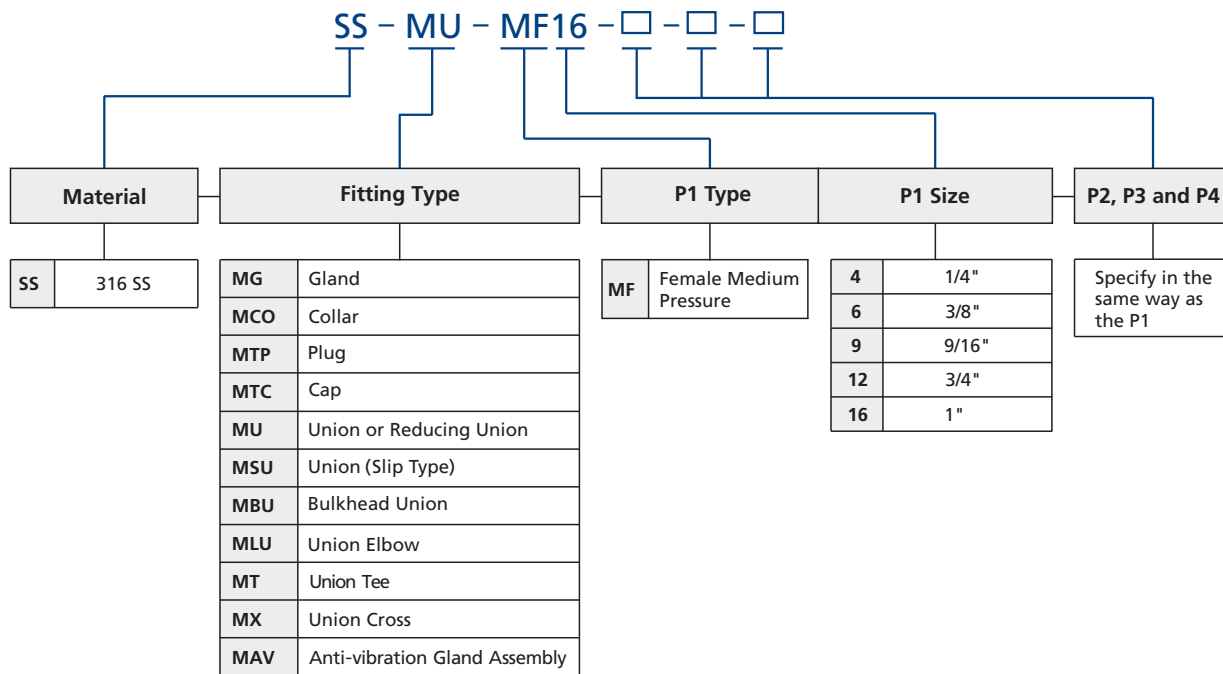 SS – MU – MF16 – □ – □ – □
Material
Fitting Type
P1 Type
P1 Size
P2, P3 and P4
SS 316 SS
MG Gland
MCO Collar
MTP Plug
MTC Cap
MU Union or Reducing Union
MSU Union (Slip Type)
MBU Bulkhead Union
MLU Union Elbow
MT Union Tee
MX Union Cross
MAV Anti-vibration Gland Assembly
MF Female Medium
Pressure
4 1/4"
6 3/8"
9 9/16"
12 3/4"
16 1"
Specify in the
same way as
the P1